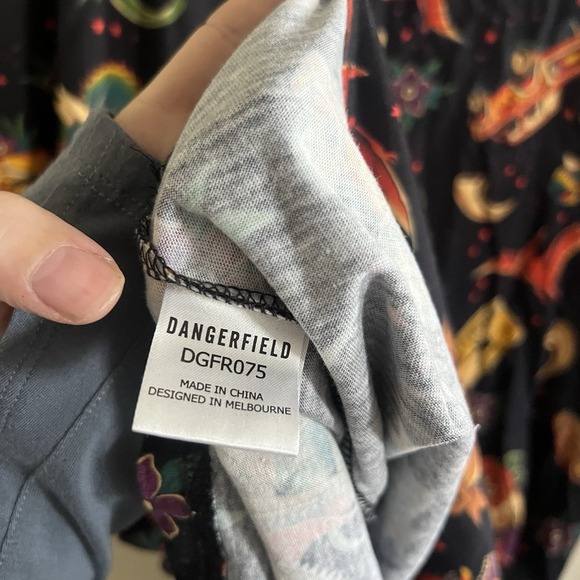 DANGERFIELD
DGFR075
MADE IN CHINA
DESIGNED IN MELBOURNE